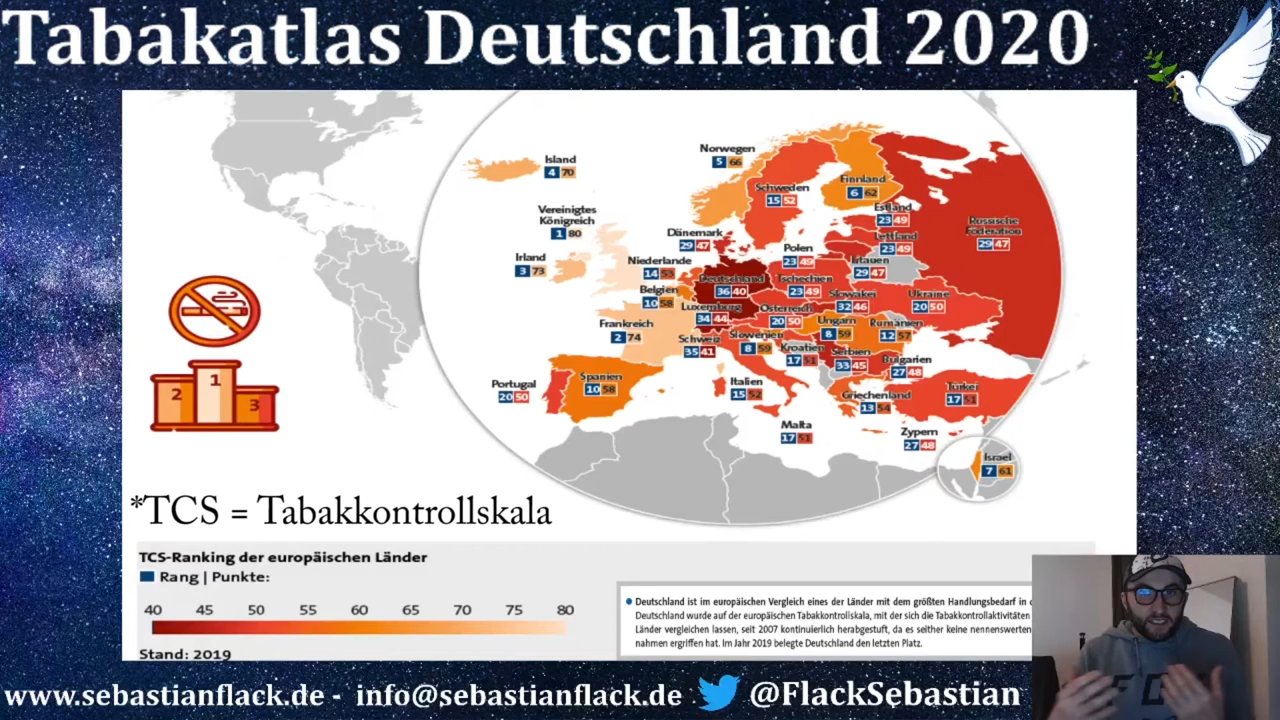 Tabakatlas Deutschland 2020
Island
4 70
Norwegen
5 66
Schweden
15 52
Finnland
6 62
Estland
23 49
Lettland
23 49
Litauen
29 47
Russische
Föderation
29 47
Vereinigtes
Königreich
1 80
Irland
3 73
Dänemark
29 47
Niederlande
14 53
Belgien
10 58
Luxemburg
34 44
Deutschland
36 40
Polen
23 49
Tschechien
23 49
Slowakei
32 46
Ukraine
20 50
Österreich
20 50
Ungarn
8 59
Rumänien
12 57
Frankreich
2 74
Schweiz
35 41
Slowenien
8 59
Kroatien
17 51
Serbien
33 45
Bulgarien
27 48
Portugal
20 50
Spanien
10 58
Italien
15 52
Griechenland
13 54
Türkei
17 51
Malta
17 51
Zypern
27 48
Israel
7 61
2
1
3
*TCS = Tabakkontrollskala
TCS-Ranking der europäischen Länder
Rang | Punkte:
40 45 50 55 60 65 70 75 80
Stand: 2019
Deutschland ist im europäischen Vergleich eines der Länder mit dem größten Handlungsbedarf in
Deutschland wurde auf der europäischen Tabakkontrollskala, mit der sich die Tabakkontrollaktivitäten
Länder vergleichen lassen, seit 2007 kontinuierlich herabgestuft, da es seither keine nennenswerten
nahmen ergriffen hat. Im Jahr 2019 belegte Deutschland den letzten Platz.
www.sebastianflack.de - info@sebastianflack.de @FlackSebastian